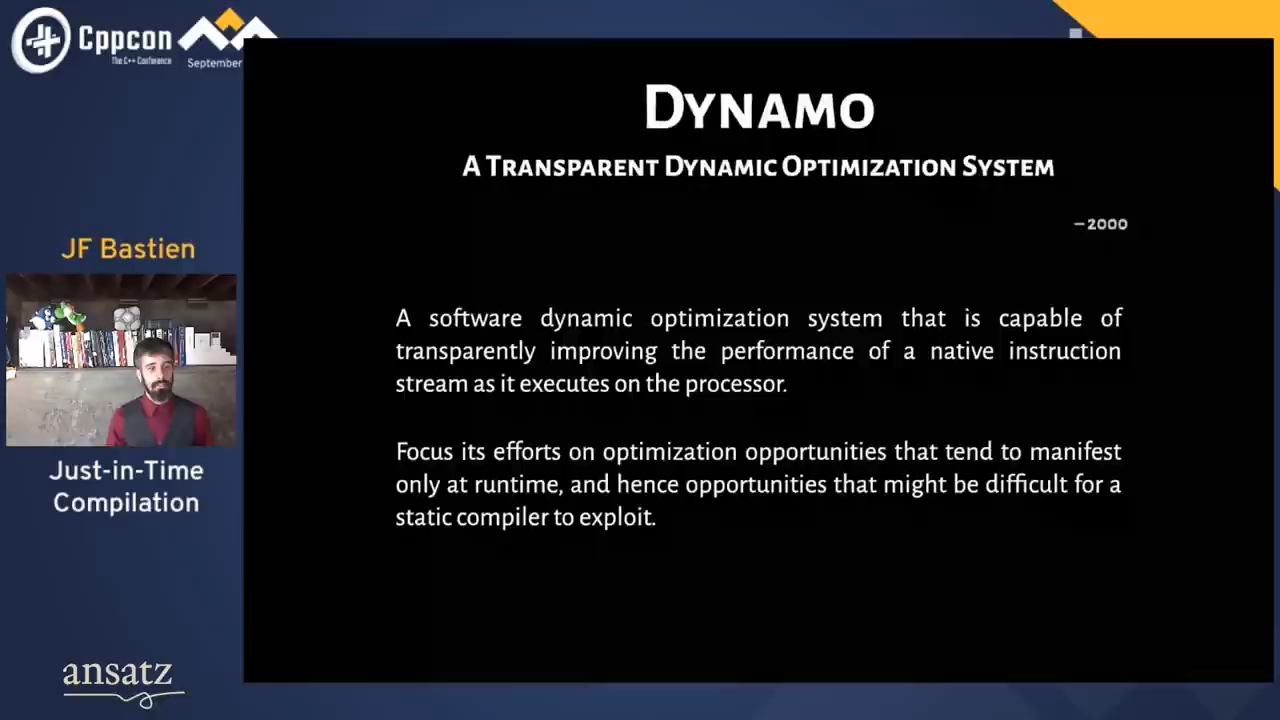 Cppcon
The C++ Conference
September
DYNAMO
A TRANSPARENT DYNAMIC OPTIMIZATION SYSTEM
—2000
JF Bastien
A software dynamic optimization system that is capable of
transparently improving the performance of a native instruction
stream as it executes on the processor.
Focus its efforts on optimization opportunities that tend to manifest
only at runtime, and hence opportunities that might be difficult for a
static compiler to exploit.
Just-in-Time
Compilation
ansatz